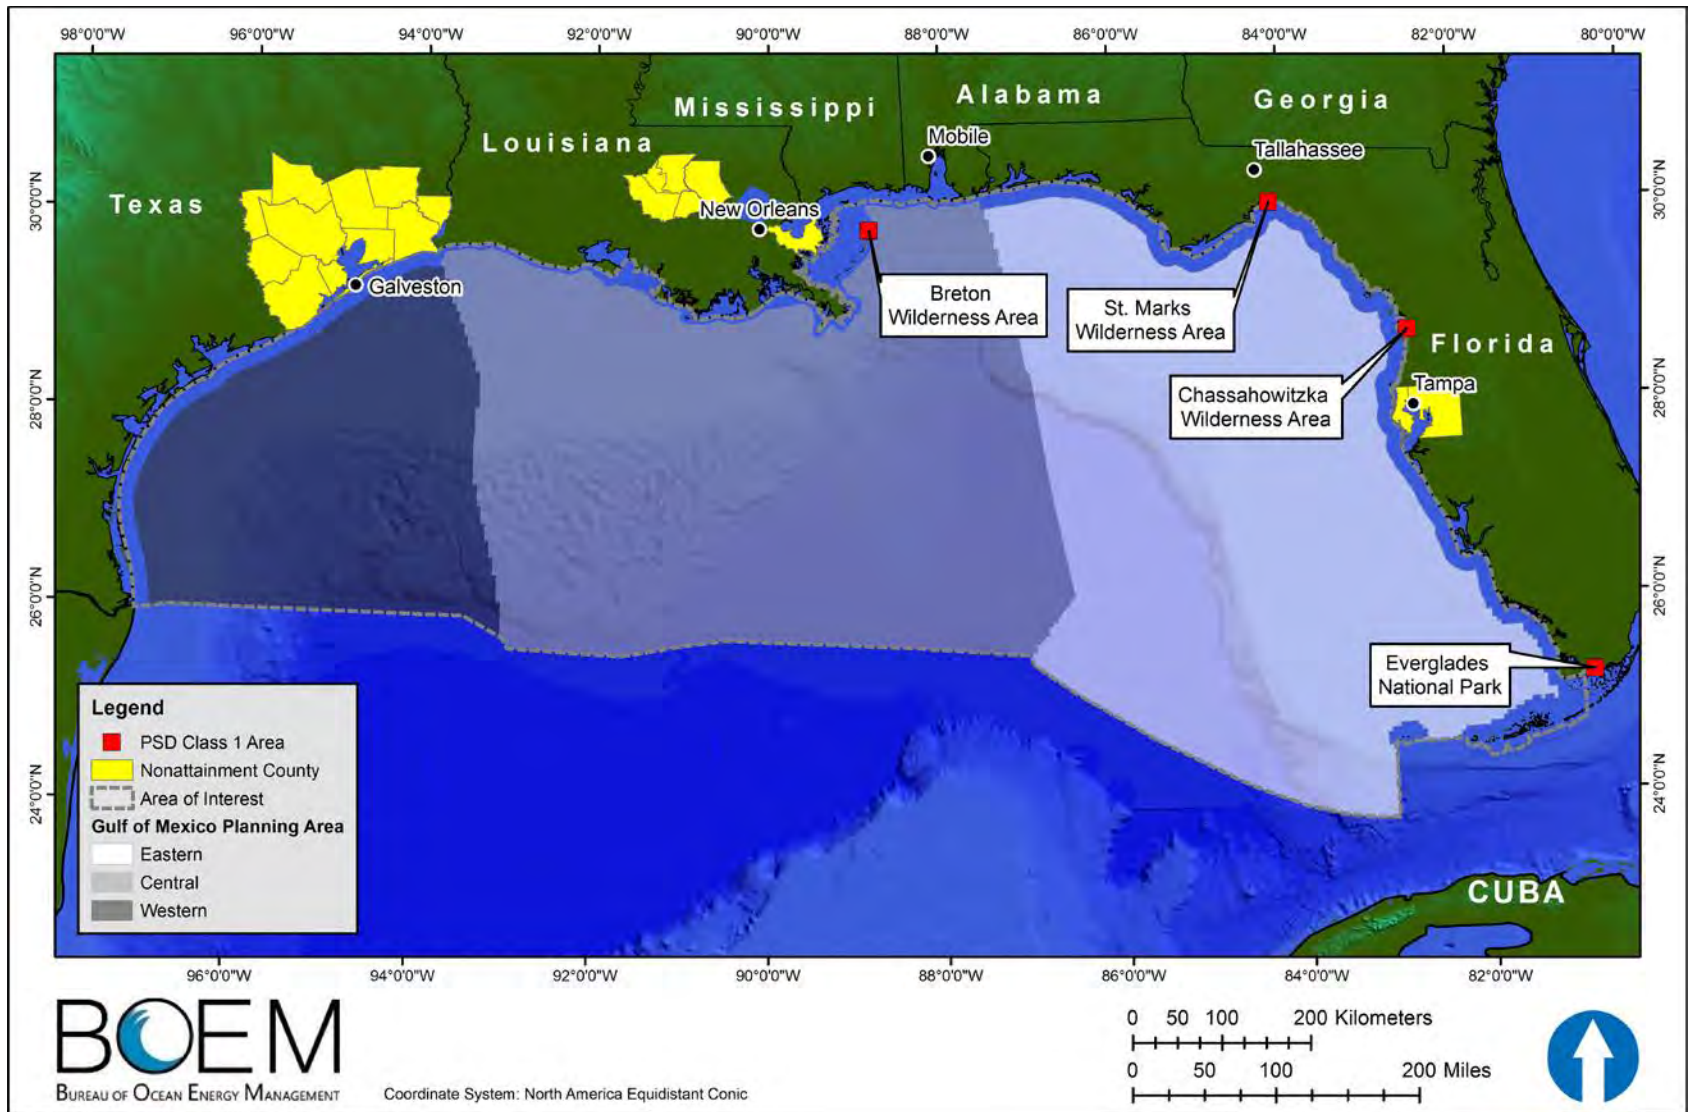 98°0'0"W 96°0'0"W 94°0'0"W 92°0'0"W 90°0'0"W 88°0'0"W 86°0'0"W 84°0'0"W 82°0'0"W 80°0'0"W
Mississippi
Alabama
Georgia
Louisiana
Mobile
Tallahassee
Texas
New Orleans
30°0'0"N
30°0'0"N
Galveston
Breton
Wilderness Area
St. Marks
Wilderness Area
Florida
Chassahowitzka
Wilderness Area
Tampa
28°0'0"N
28°0'0"N
26°0'0"N
26°0'0"N
Everglades
National Park
24°0'0"N
24°0'0"N
Legend
PSD Class 1 Area
Nonattainment County
Area of Interest
Gulf of Mexico Planning Area
Eastern
Central
Western
CUBA
96°0'0"W 94°0'0"W 92°0'0"W 90°0'0"W 88°0'0"W 86°0'0"W 84°0'0"W 82°0'0"W
BOEM
BUREAU OF OCEAN ENERGY MANAGEMENT
Coordinate System: North America Equidistant Conic
0 50 100 200 Kilometers
0 50 100 200 Miles